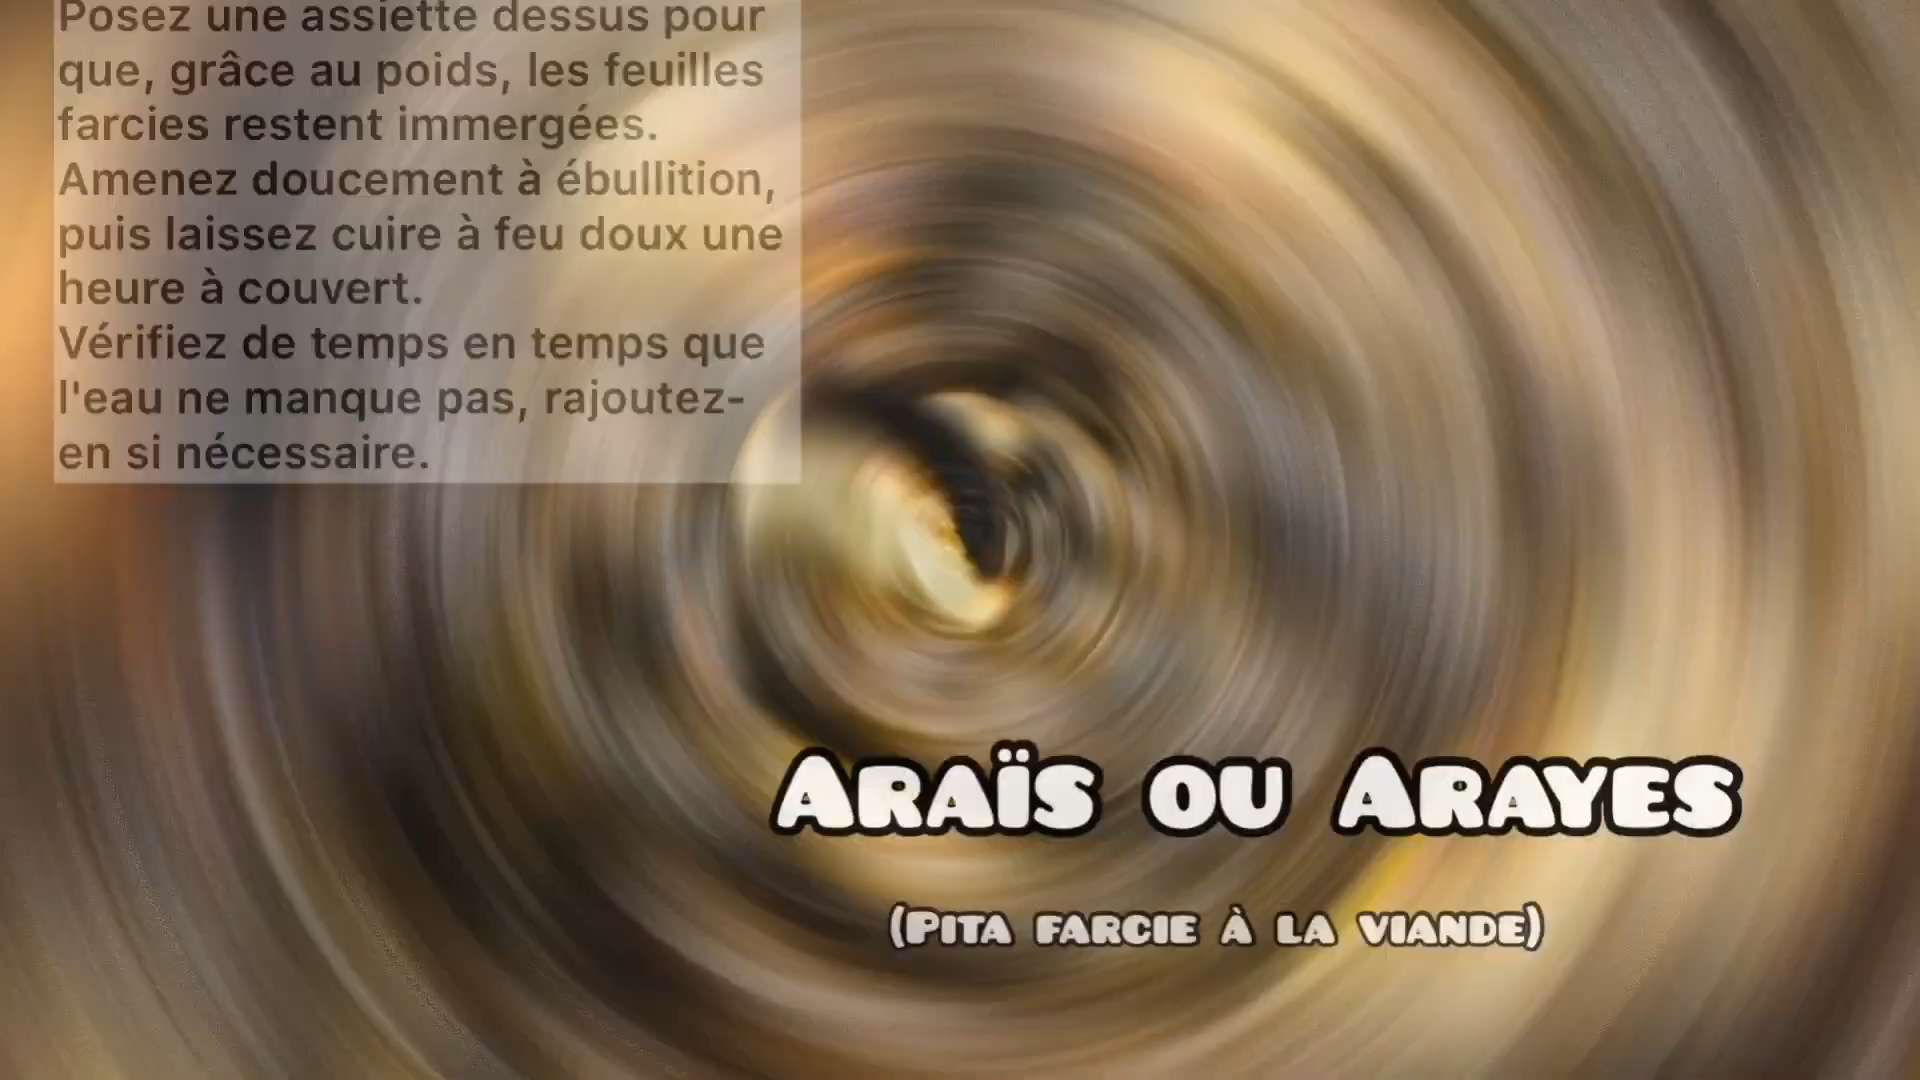 Posez une assiette dessus pour
que, grâce au poids, les feuilles
farcies restent immergées.
Amenez doucement à ébullition,
puis laissez cuire à feu doux une
heure à couvert.
Vérifiez de temps en temps que
l'eau ne manque pas, rajoutez-
en si nécessaire.
Araïs ou Arayes
(Pita farcie à la viande)